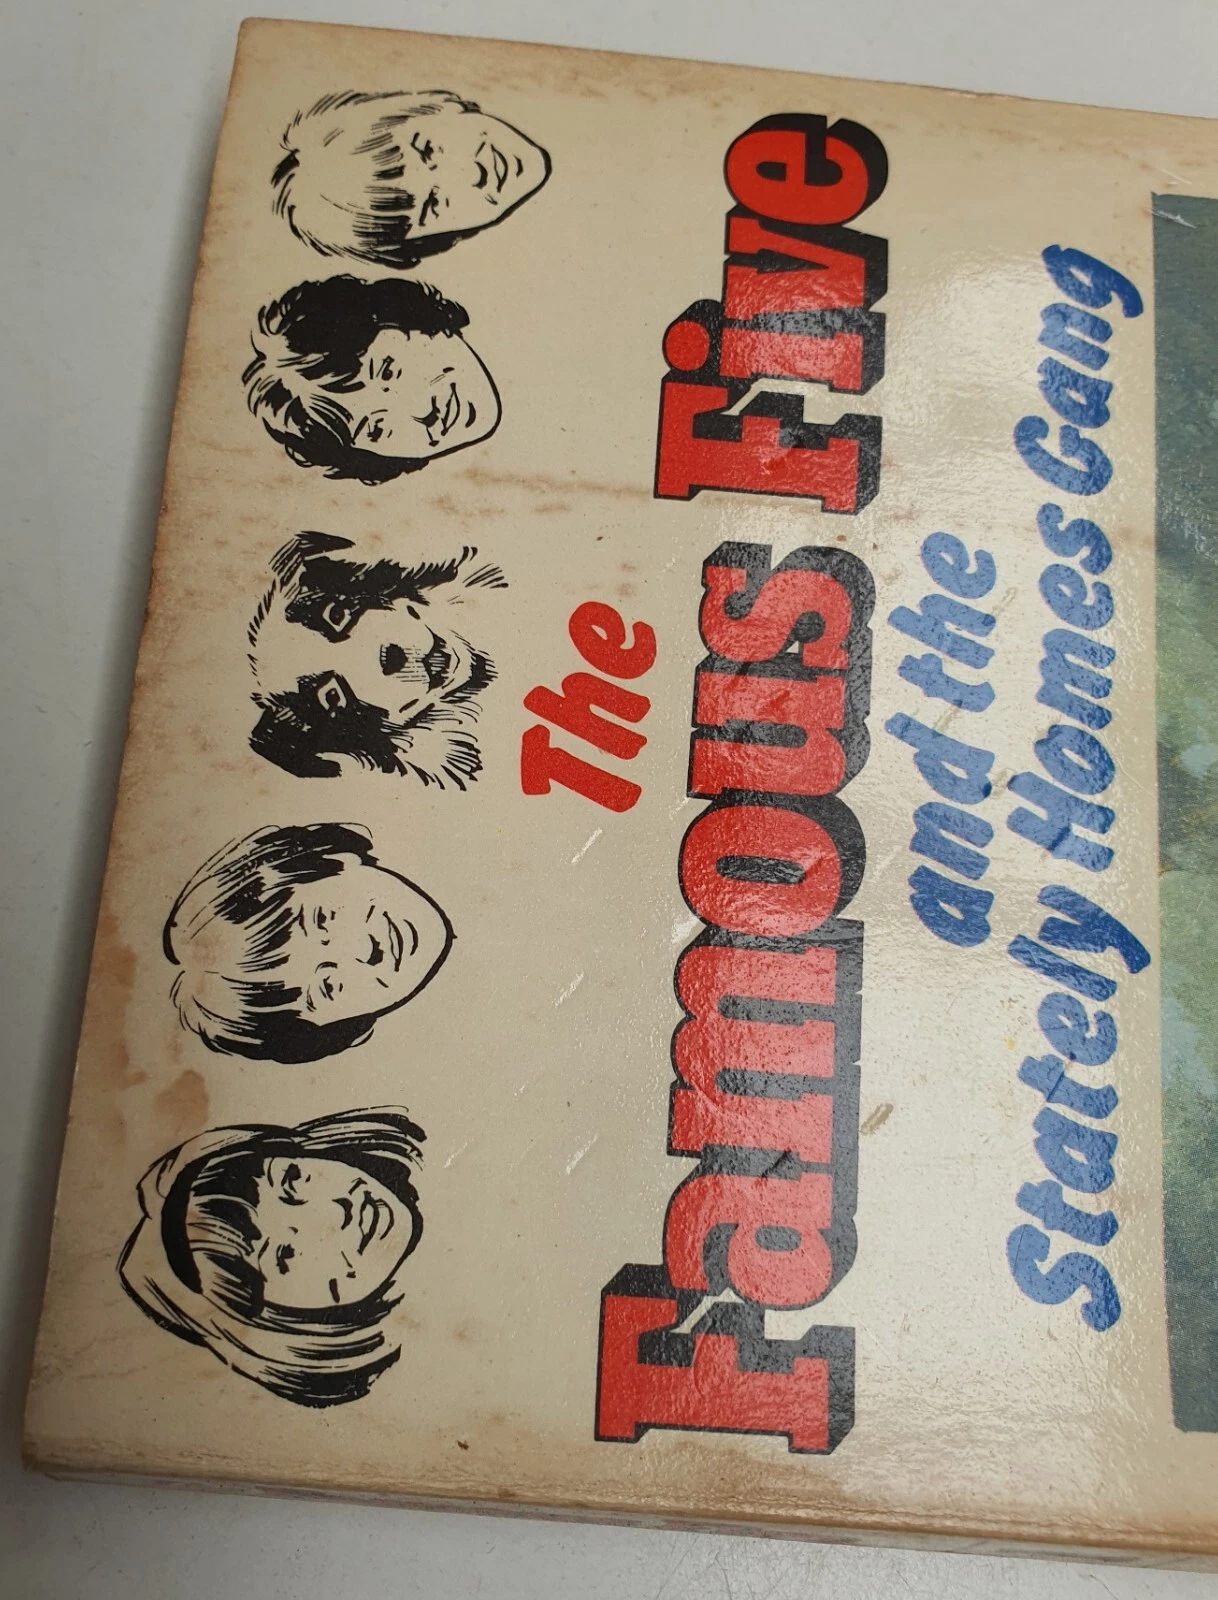 The
Famous Five
and the
Stately Homes Gang